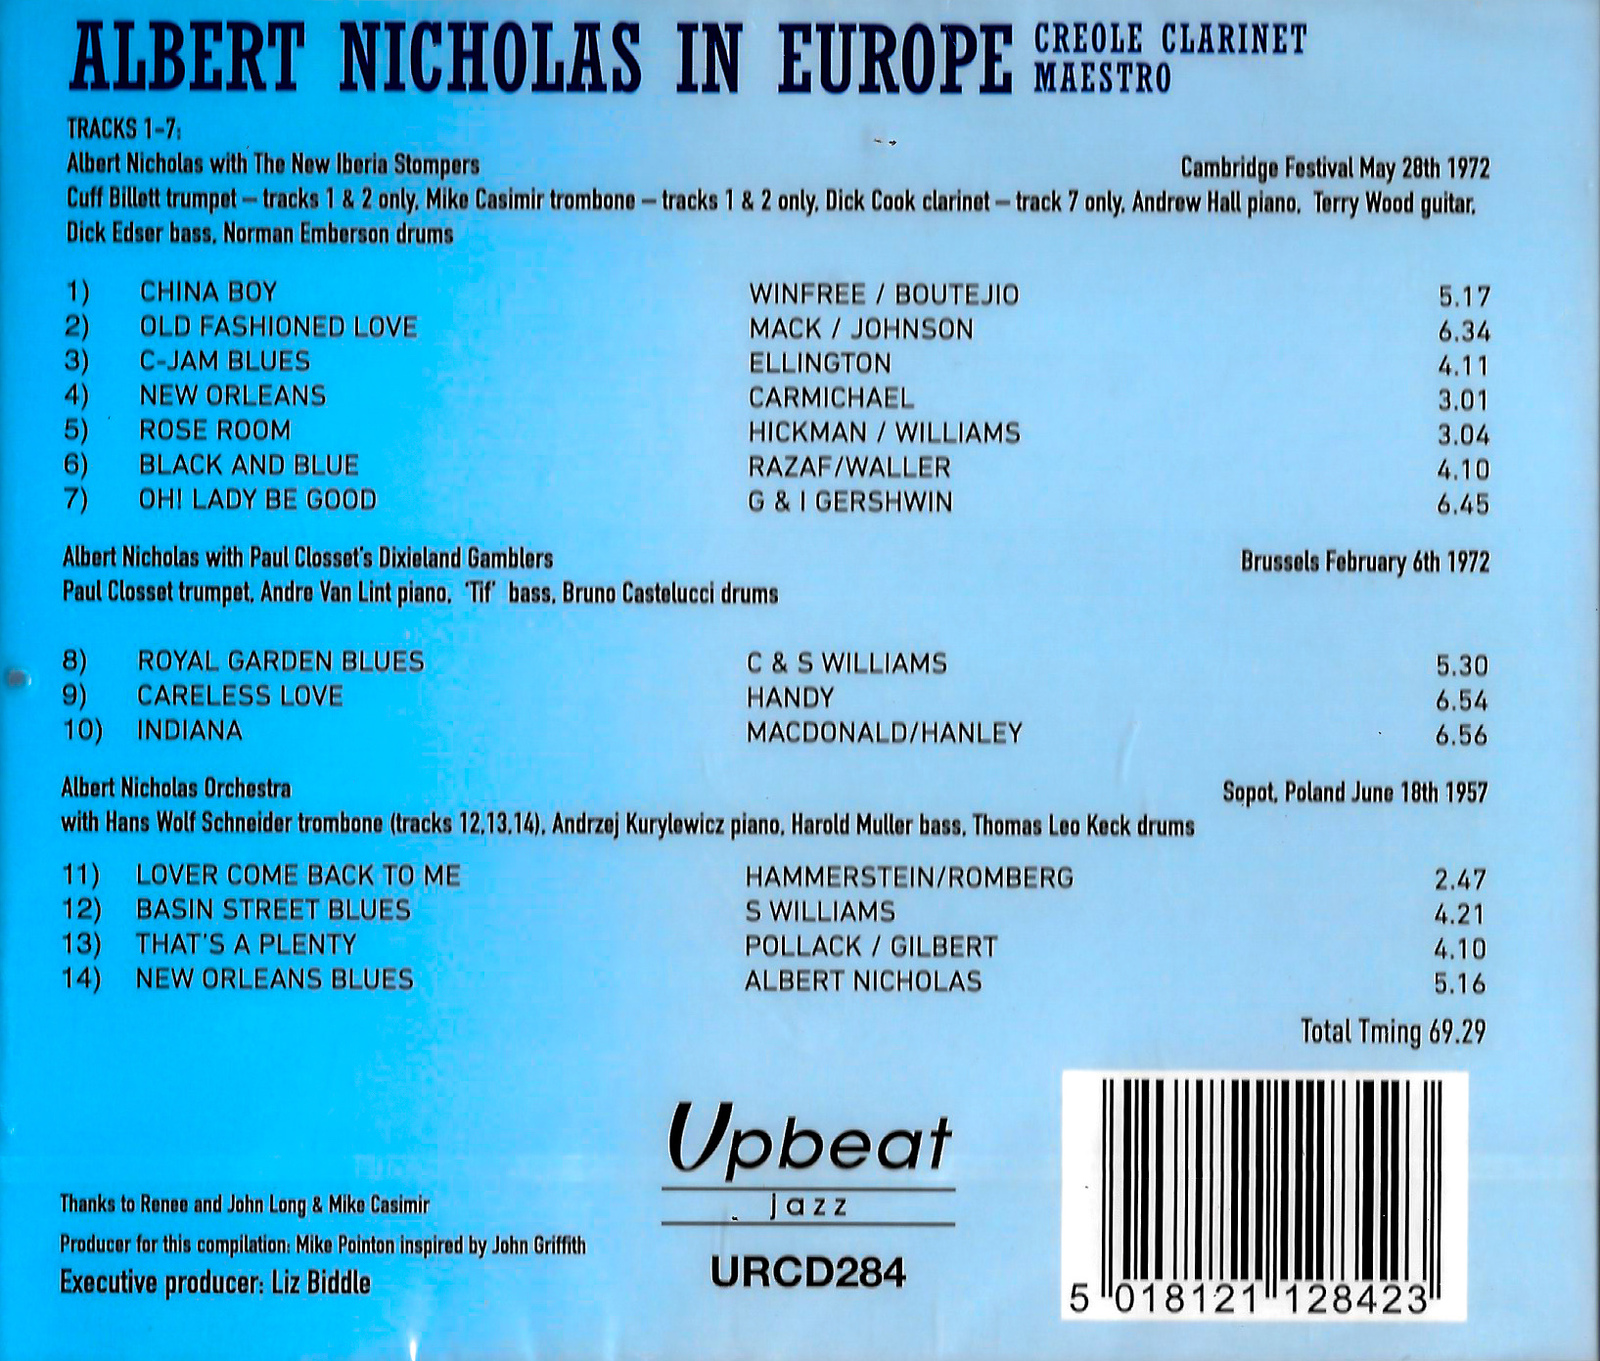 ALBERT NICHOLAS IN EUROPE CREOLE CLARINET MAESTRO
TRACKS 1-7:
Albert Nicholas with The New Iberia Stompers Cambridge Festival May 28th 1972
Cuff Billett trumpet – tracks 1 & 2 only, Mike Casimir trombone – tracks 1 & 2 only, Dick Cook clarinet – track 7 only, Andrew Hall piano, Terry Wood guitar,
Dick Edser bass, Norman Emberson drums
1) CHINA BOY WINFREE / BOUTEJIO 5.17
2) OLD FASHIONED LOVE MACK / JOHNSON 6.34
3) C-JAM BLUES ELLINGTON 4.11
4) NEW ORLEANS CARMICHAEL 3.01
5) ROSE ROOM HICKMAN / WILLIAMS 3.04
6) BLACK AND BLUE RAZAF/WALLER 4.10
7) OH! LADY BE GOOD G & I GERSHWIN 6.45
Albert Nicholas with Paul Closset's Dixieland Gamblers Brussels February 6th 1972
Paul Closset trumpet, Andre Van Lint piano, 'Tif' bass, Bruno Castelucci drums
8) ROYAL GARDEN BLUES C & S WILLIAMS 5.30
9) CARELESS LOVE HANDY 6.54
10) INDIANA MACDONALD/HANLEY 6.56
Albert Nicholas Orchestra Sopot, Poland June 18th 1957
with Hans Wolf Schneider trombone (tracks 12,13,14), Andrzej Kurylewicz piano, Harold Muller bass, Thomas Leo Keck drums
11) LOVER COME BACK TO ME HAMMERSTEIN/ROMBERG 2.47
12) BASIN STREET BLUES S WILLIAMS 4.21
13) THAT'S A PLENTY POLLACK / GILBERT 4.10
14) NEW ORLEANS BLUES ALBERT NICHOLAS 5.16
Total Tming 69.29
Upbeat
jazz
URCD284
Thanks to Renee and John Long & Mike Casimir
Producer for this compilation: Mike Pointon inspired by John Griffith
Executive producer: Liz Biddle
5 018121 128423